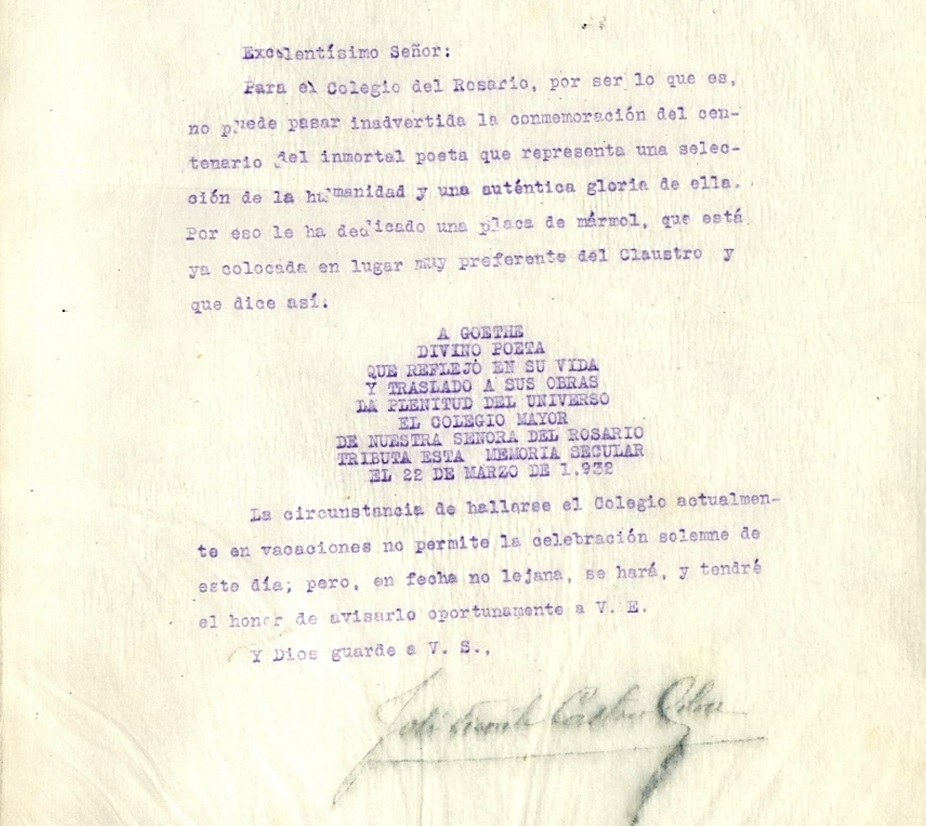 Excelentísimo Señor:
Para el Colegio del Rosario, por ser lo que es,
no puede pasar inadvertida la conmemoración del cen-
tenario del inmortal poeta que representa una selec-
ción de la humanidad y una auténtica gloria de ella.
Por eso le ha dedicado una placa de mármol, que está
ya colocada en lugar muy preferente del Claustro y
que dice así:
A GOETHE
DIVINO POETA
QUE REFLEJÓ EN SU VIDA
Y TRASLADO A SUS OBRAS
LA PLENITUD DEL UNIVERSO
EL COLEGIO MAYOR
DE NUESTRA SEÑORA DEL ROSARIO
TRIBUTA ESTA MEMORIA SECULAR
EL 22 DE MARZO DE 1.932
La circunstancia de hallarse el Colegio actualmen-
te en vacaciones no permite la celebración solemne de
este día; pero, en fecha no lejana, se hará, y tendré
el honor de avisarlo oportunamente a V. E.
Y Dios guarde a V. S.,
José Vicente Castro Silva